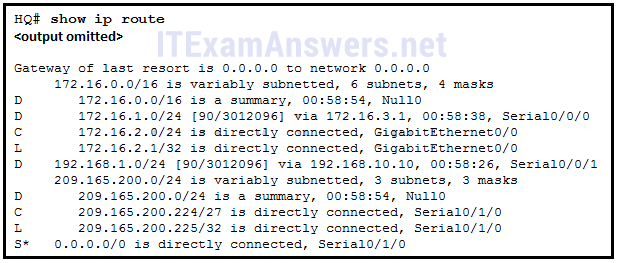 HQ# show ip route
<output omitted>
ITExamAnswers.net
Gateway of last resort is 0.0.0.0 to network 0.0.0.0
172.16.0.0/16 is variably subnetted, 6 subnets, 4 masks
D 172.16.0.0/16 is a summary, 00:58:54, Null0
D 172.16.1.0/24 [90/3012096] via 172.16.3.1, 00:58:38, Serial0/0/0
C 172.16.2.0/24 is directly connected, GigabitEthernet0/0
L 172.16.2.1/32 is directly connected, GigabitEthernet0/0
D 192.168.1.0/24 [90/3012096] via 192.168.10.10, 00:58:26, Serial0/0/1
209.165.200.0/24 is variably subnetted, 3 subnets, 3 masks
D 209.165.200.0/24 is a summary, 00:58:54, Null0
C 209.165.200.224/27 is directly connected, Serial0/1/0
L 209.165.200.225/32 is directly connected, Serial0/1/0
S* 0.0.0.0/0 is directly connected, Serial0/1/0